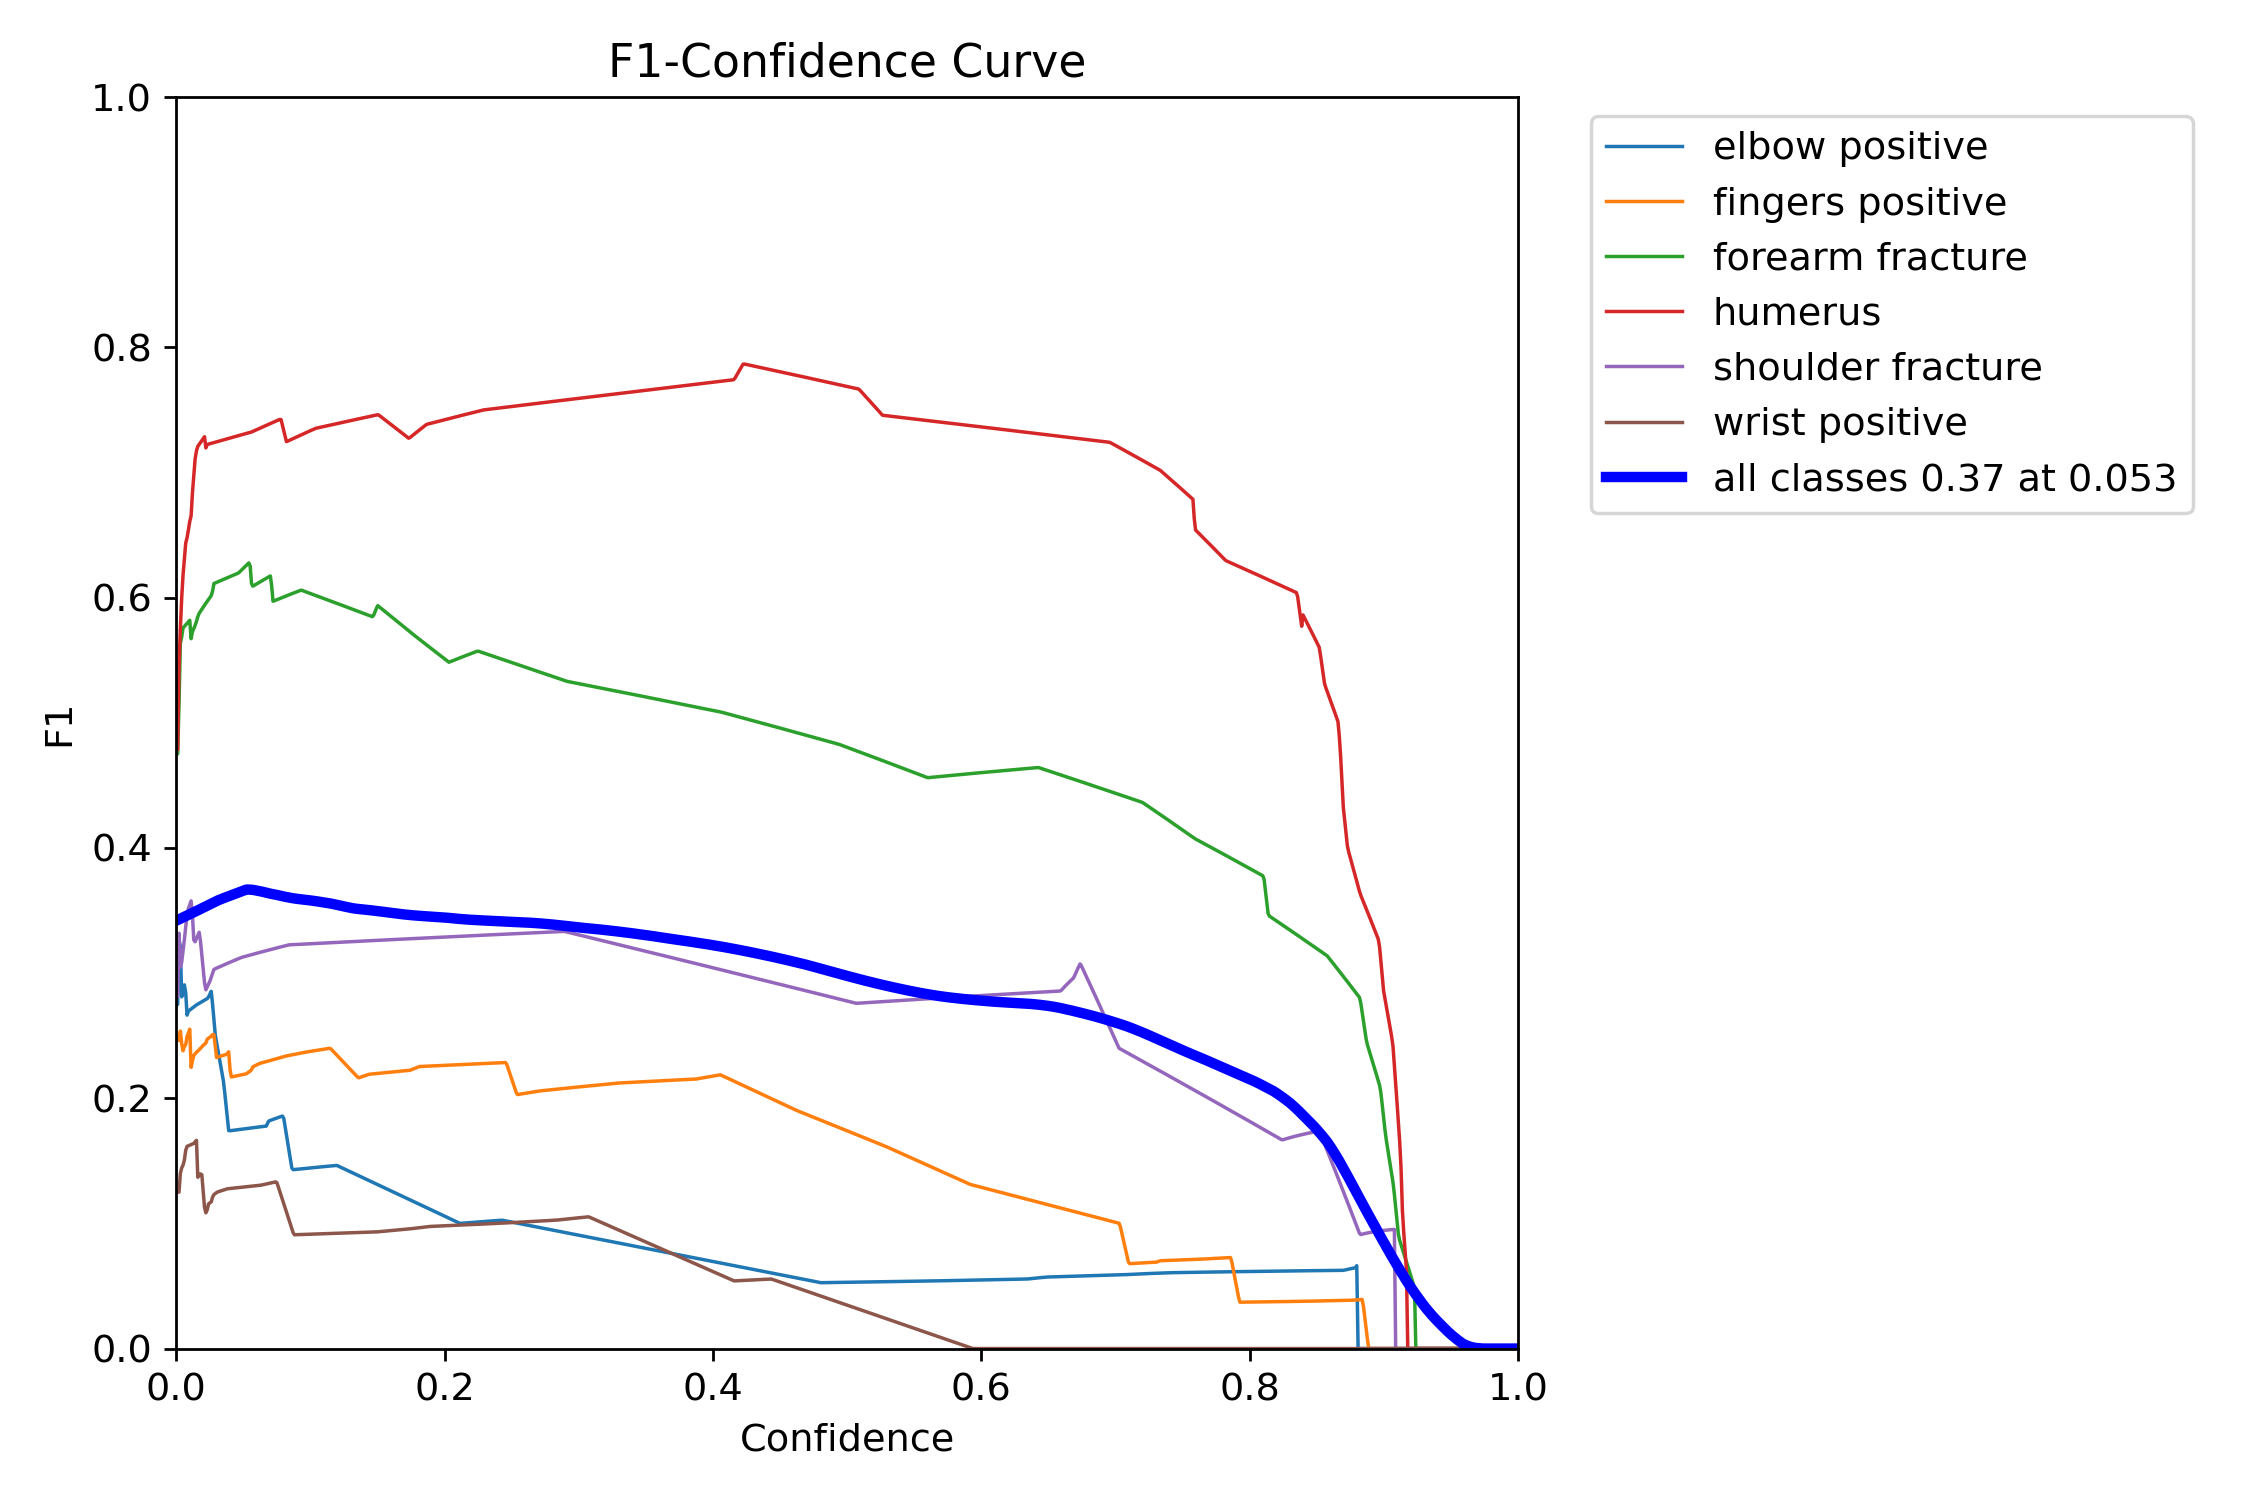 F1-Confidence Curve
1.0
0.8
0.6
0.4
0.2
0.0
F1
0.0 0.2 0.4 0.6 0.8 1.0
Confidence
elbow positive
fingers positive
forearm fracture
humerus
shoulder fracture
wrist positive
all classes 0.37 at 0.053